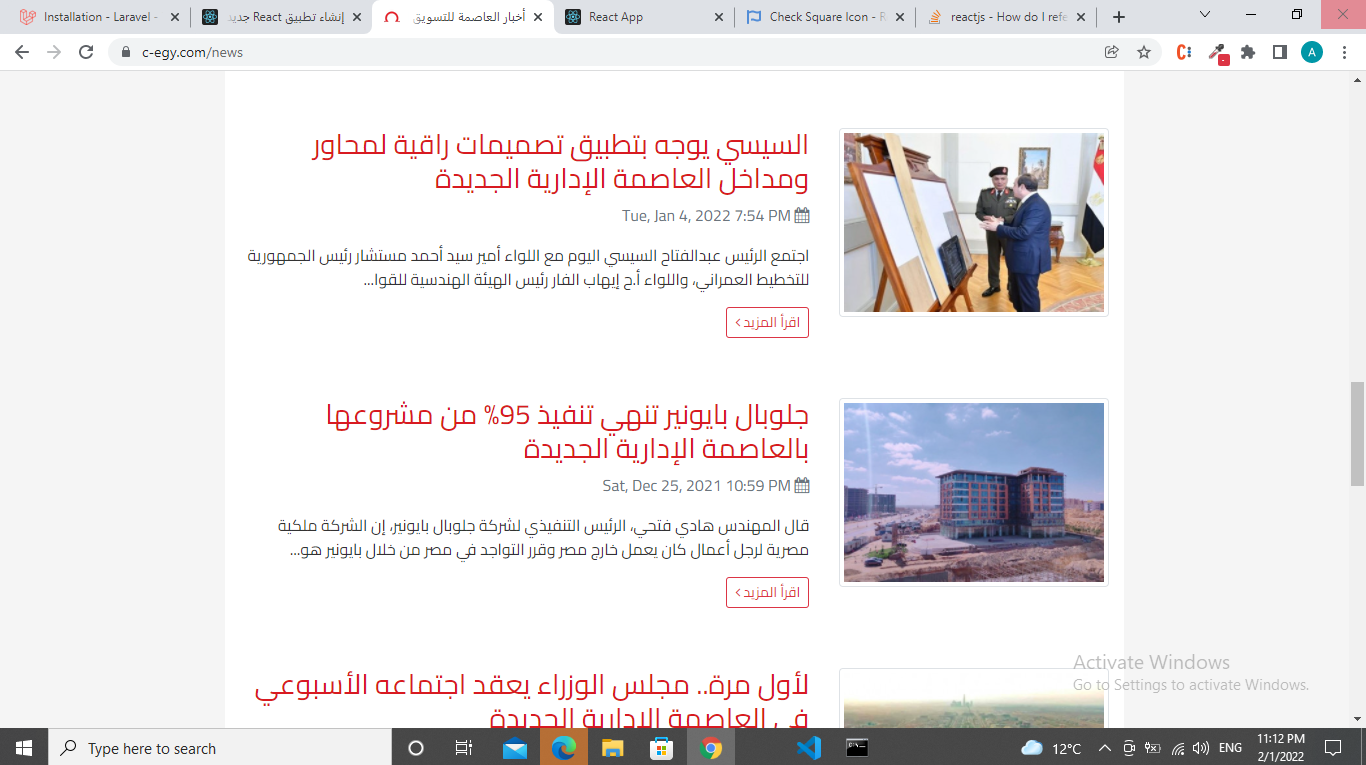 Installation - Laravel -
إنشاء تطبيق React جديد
أخبار العاصمة للتسويق
React App
Check Square Icon - R
reactjs - How do I refe
c-egy.com/news
A
السيسي يوجه بتطبيق تصميمات راقية لمحاور
ومداخل العاصمة الإدارية الجديدة
Tue, Jan 4, 2022 7:54 PM
اجتمع الرئيس عبدالفتاح السيسي اليوم مع اللواء أمير سيد أحمد مستشار رئيس الجمهورية
للتخطيط العمراني، واللواء أ.ح إيهاب الفار رئيس الهيئة الهندسية للقوا...
اقرأ المزيد
جلوبال بايونير تنهي تنفيذ 95% من مشروعها
بالعاصمة الإدارية الجديدة
Sat, Dec 25, 2021 10:59 PM
قال المهندس هادي فتحي، الرئيس التنفيذي لشركة جلوبال بايونير، إن الشركة ملكية
مصرية لرجل أعمال كان يعمل خارج مصر وقرر التواجد في مصر من خلال بايونير هو...
اقرأ المزيد
لأول مرة.. مجلس الوزراء يعقد اجتماعه الأسبوعي
في العاصمة الإدارية الجديدة
Activate Windows
Go to Settings to activate Windows.
Type here to search
12°C
ENG
11:12 PM
2/1/2022